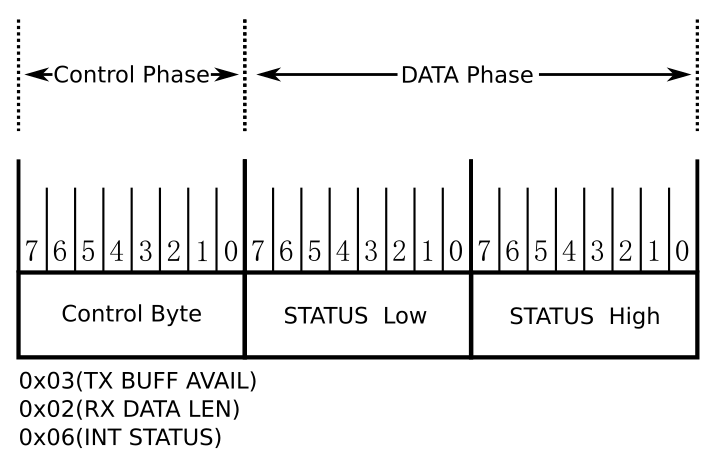 Control Phase DATA Phase
7 6 5 4 3 2 1 0 7 6 5 4 3 2 1 0 7 6 5 4 3 2 1 0
Control Byte STATUS Low STATUS High
0x03(TX BUFF AVAIL)
0x02(RX DATA LEN)
0x06(INT STATUS)